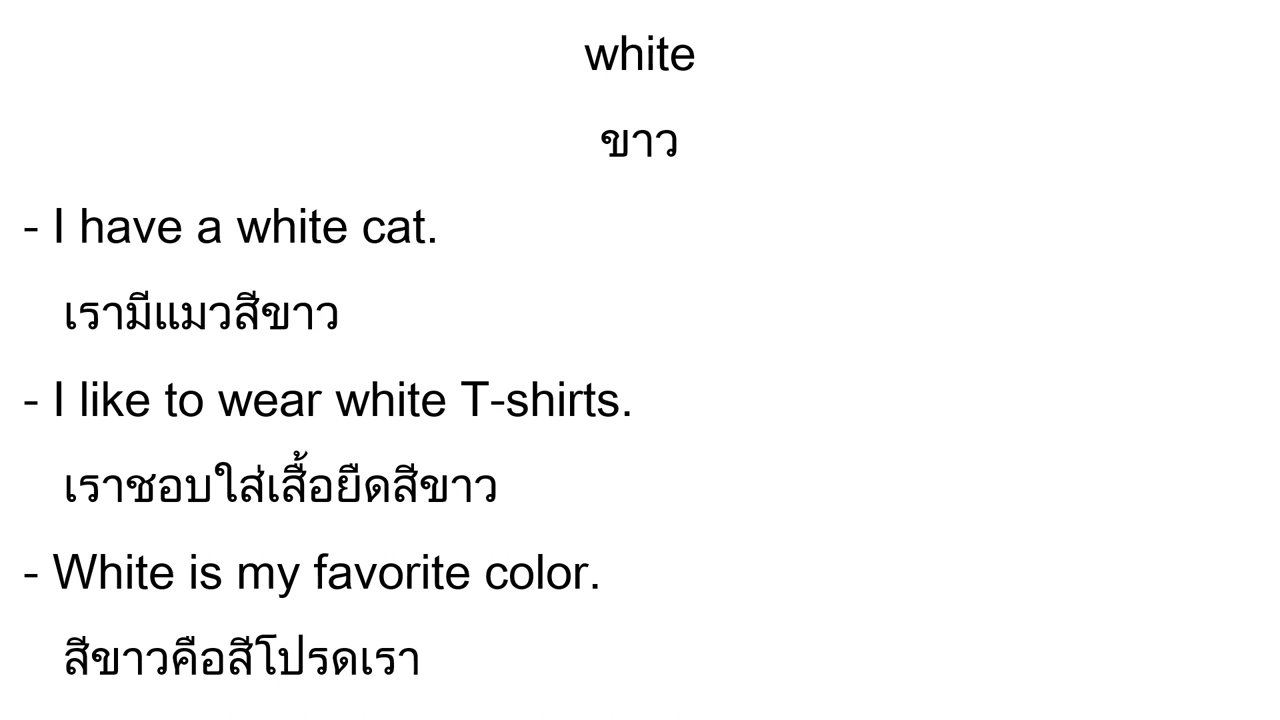 white
ขาว
- I have a white cat.
เรามีแมวสีขาว
- I like to wear white T-shirts.
เราชอบใส่เสื้อยืดสีขาว
- White is my favorite color.
สีขาวคือสีโปรดเรา